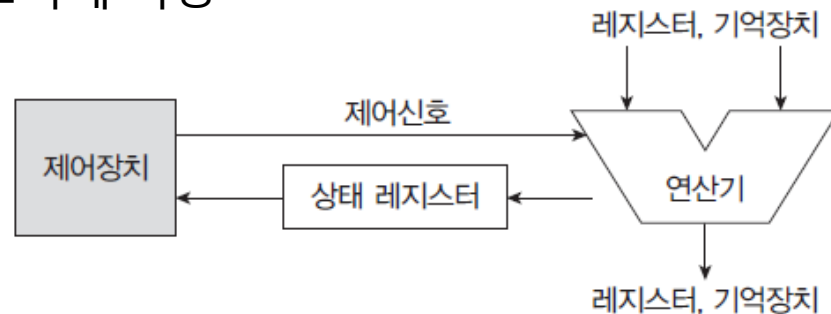 레지스터, 기억장치
제어신호
제어장치
상태 레지스터
연산기
레지스터, 기억장치